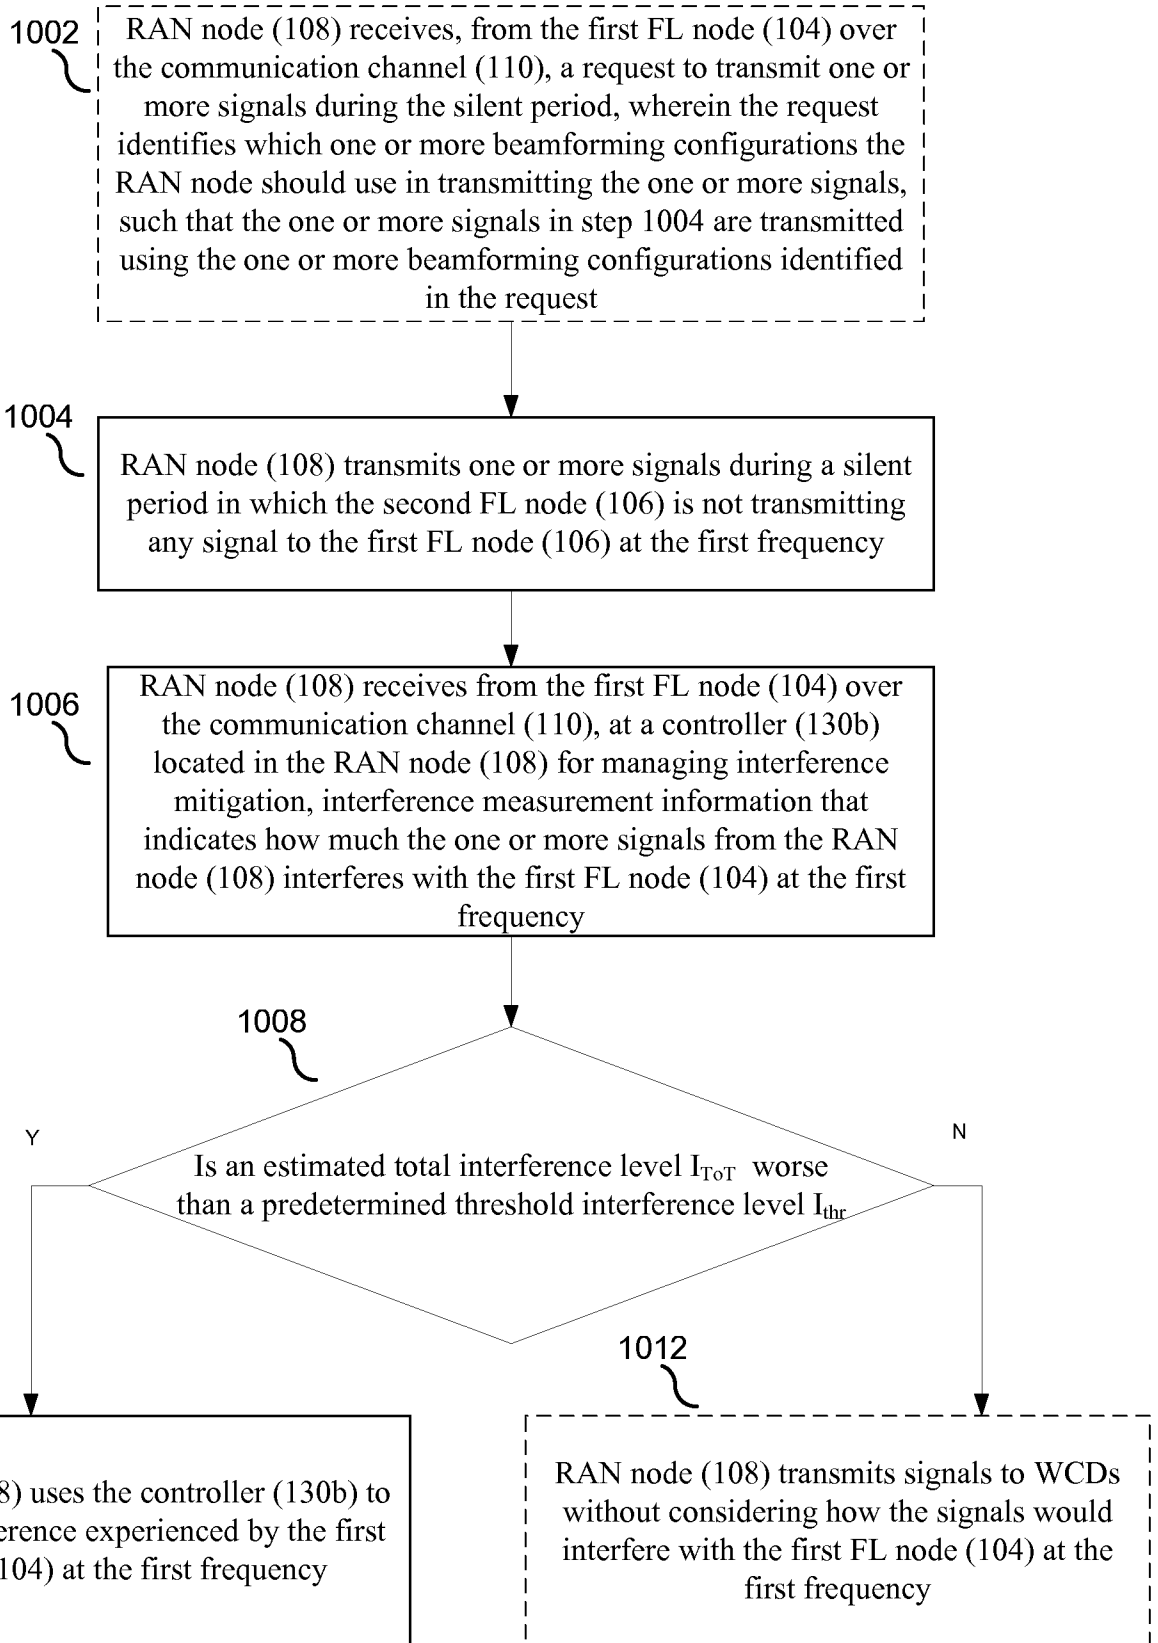 1002
RAN node (108) receives, from the first FL node (104) over
the communication channel (110), a request to transmit one or
more signals during the silent period, wherein the request
identifies which one or more beamforming configurations the
RAN node should use in transmitting the one or more signals,
such that the one or more signals in step 1004 are transmitted
using the one or more beamforming configurations identified
in the request
1004
RAN node (108) transmits one or more signals during a silent
period in which the second FL node (106) is not transmitting
any signal to the first FL node (106) at the first frequency
1006
RAN node (108) receives from the first FL node (104) over
the communication channel (110), at a controller (130b)
located in the RAN node (108) for managing interference
mitigation, interference measurement information that
indicates how much the one or more signals from the RAN
node (108) interferes with the first FL node (104) at the first
frequency
1008
Y
N
Is an estimated total interference level IToT worse
than a predetermined threshold interference level Ithr
8) uses the controller (130b) to
erence experienced by the first
104) at the first frequency
1012
RAN node (108) transmits signals to WCDs
without considering how the signals would
interfere with the first FL node (104) at the
first frequency